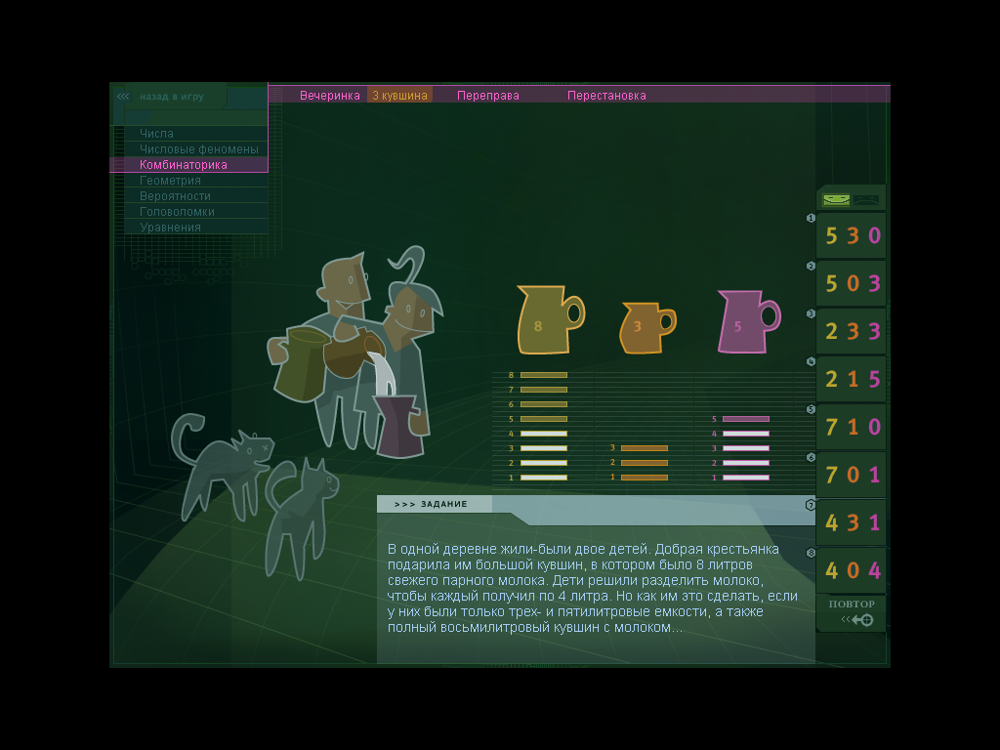 <<< назад в игру
Вечеринка 3 кувшина Переправа Перестановка
Числа
Числовые феномены
Комбинаторика
Геометрия
Вероятности
Головоломки
Уравнения
8 3 5
8
7
6
5
4
3
2
1
3
2
1
5
4
3
2
1
1
5 3 0
2
5 0 3
3
2 3 3
4
2 1 5
5
7 1 0
6
7 0 1
7
4 3 1
8
4 0 4
ПОВТОР
<<
>>> ЗАДАНИЕ
В одной деревне жили-были двое детей. Добрая крестьянка
подарила им большой кувшин, в котором было 8 литров
свежего парного молока. Дети решили разделить молоко,
чтобы каждый получил по 4 литра. Но как им это сделать, если
у них были только трех- и пятилитровые емкости, а также
полный восьмилитровый кувшин с молоком...